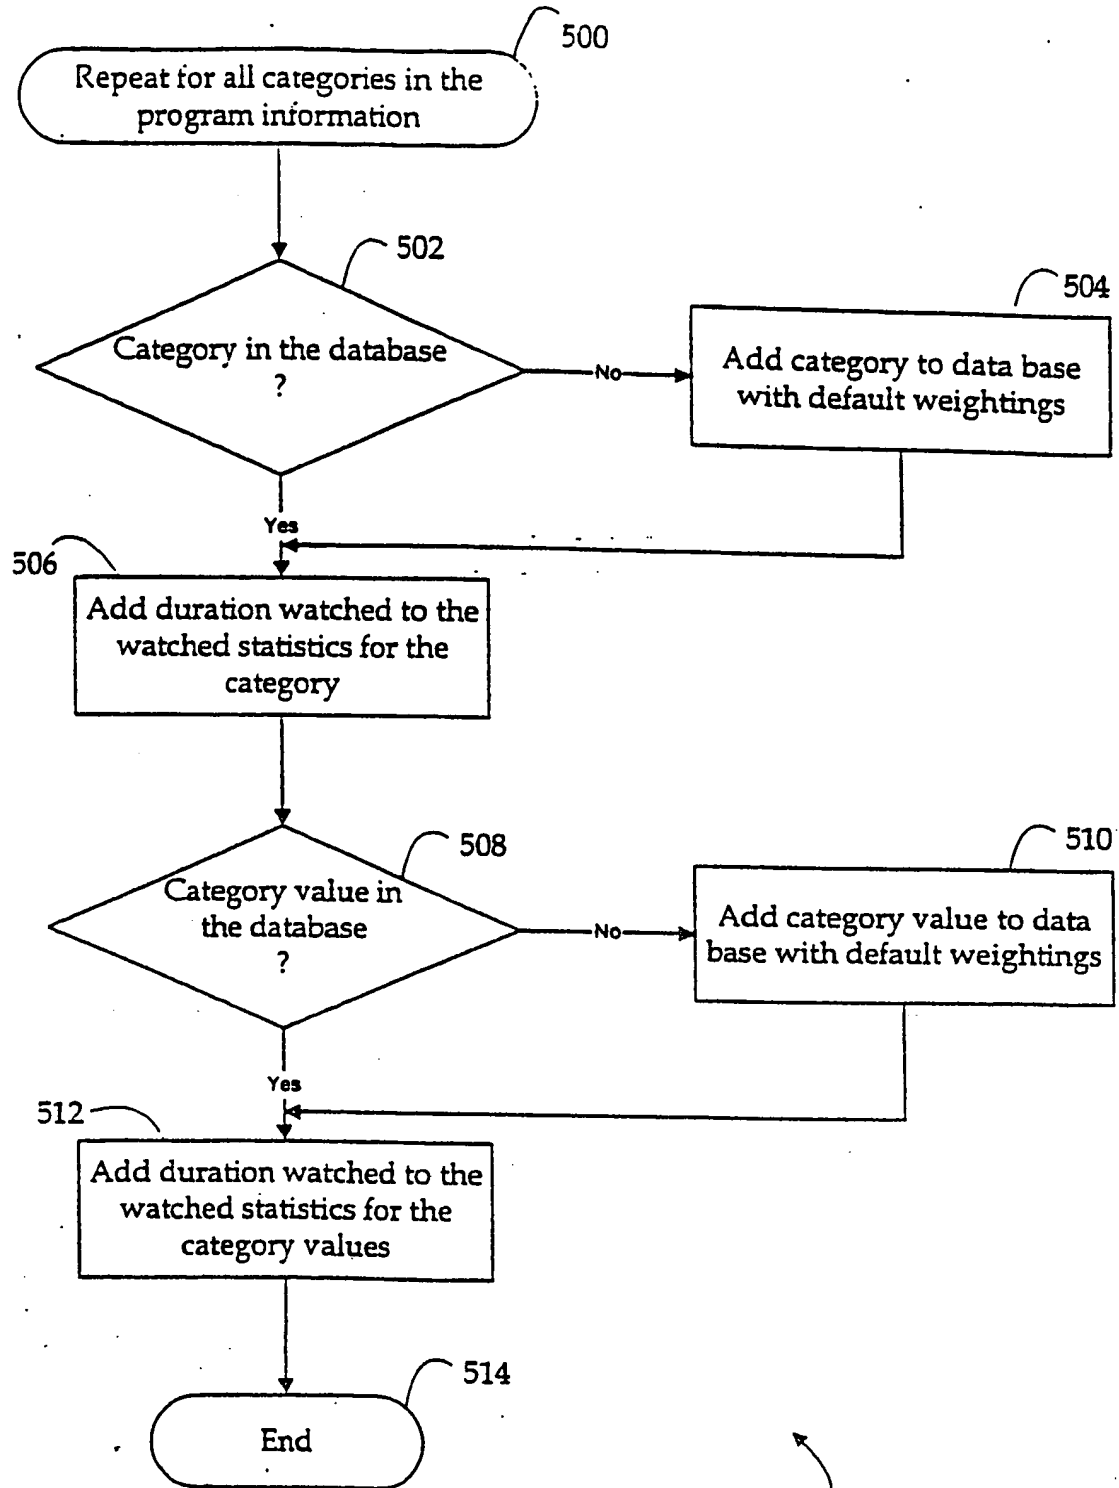 500
Repeat for all categories in the
program information
502
Category in the database
?
No
504
Add category to data base
with default weightings
Yes
506
Add duration watched to the
watched statistics for the
category
508
Category value in
the database
?
No
510
Add category value to data
base with default weightings
Yes
512
Add duration watched to the
watched statistics for the
category values
514
End